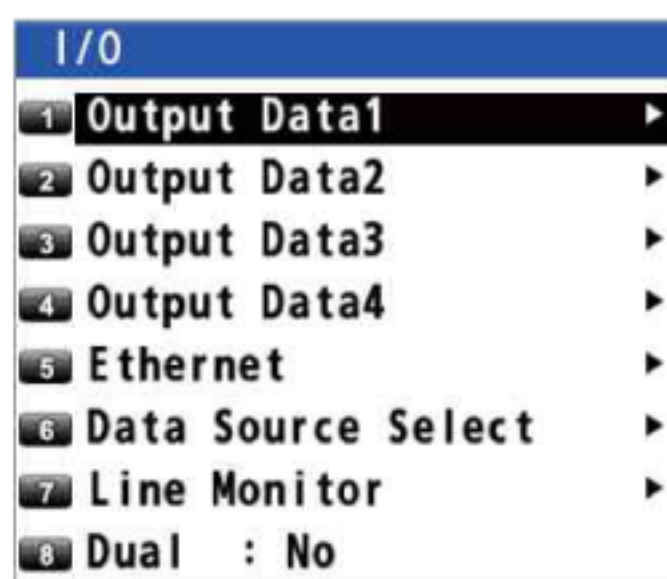 I/O
1 Output Data1 ▶
2 Output Data2 ▶
3 Output Data3 ▶
4 Output Data4 ▶
5 Ethernet ▶
6 Data Source Select ▶
7 Line Monitor ▶
8 Dual : No